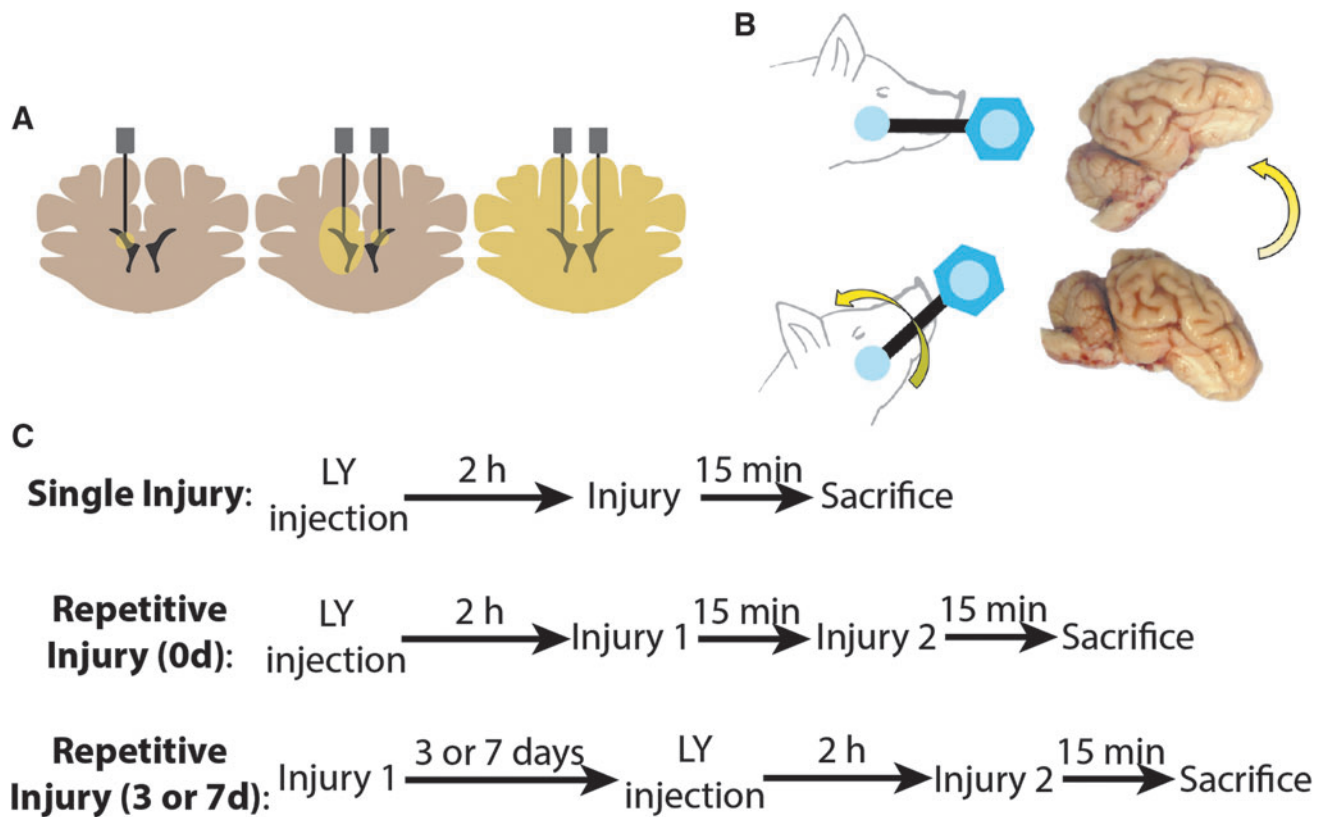 A
B
C
Single Injury: LY injection 2 h Injury 15 min Sacrifice
Repetitive Injury (0d): LY injection 2 h Injury 1 15 min Injury 2 15 min Sacrifice
Repetitive Injury (3 or 7d): Injury 1 3 or 7 days LY injection 2 h Injury 2 15 min Sacrifice